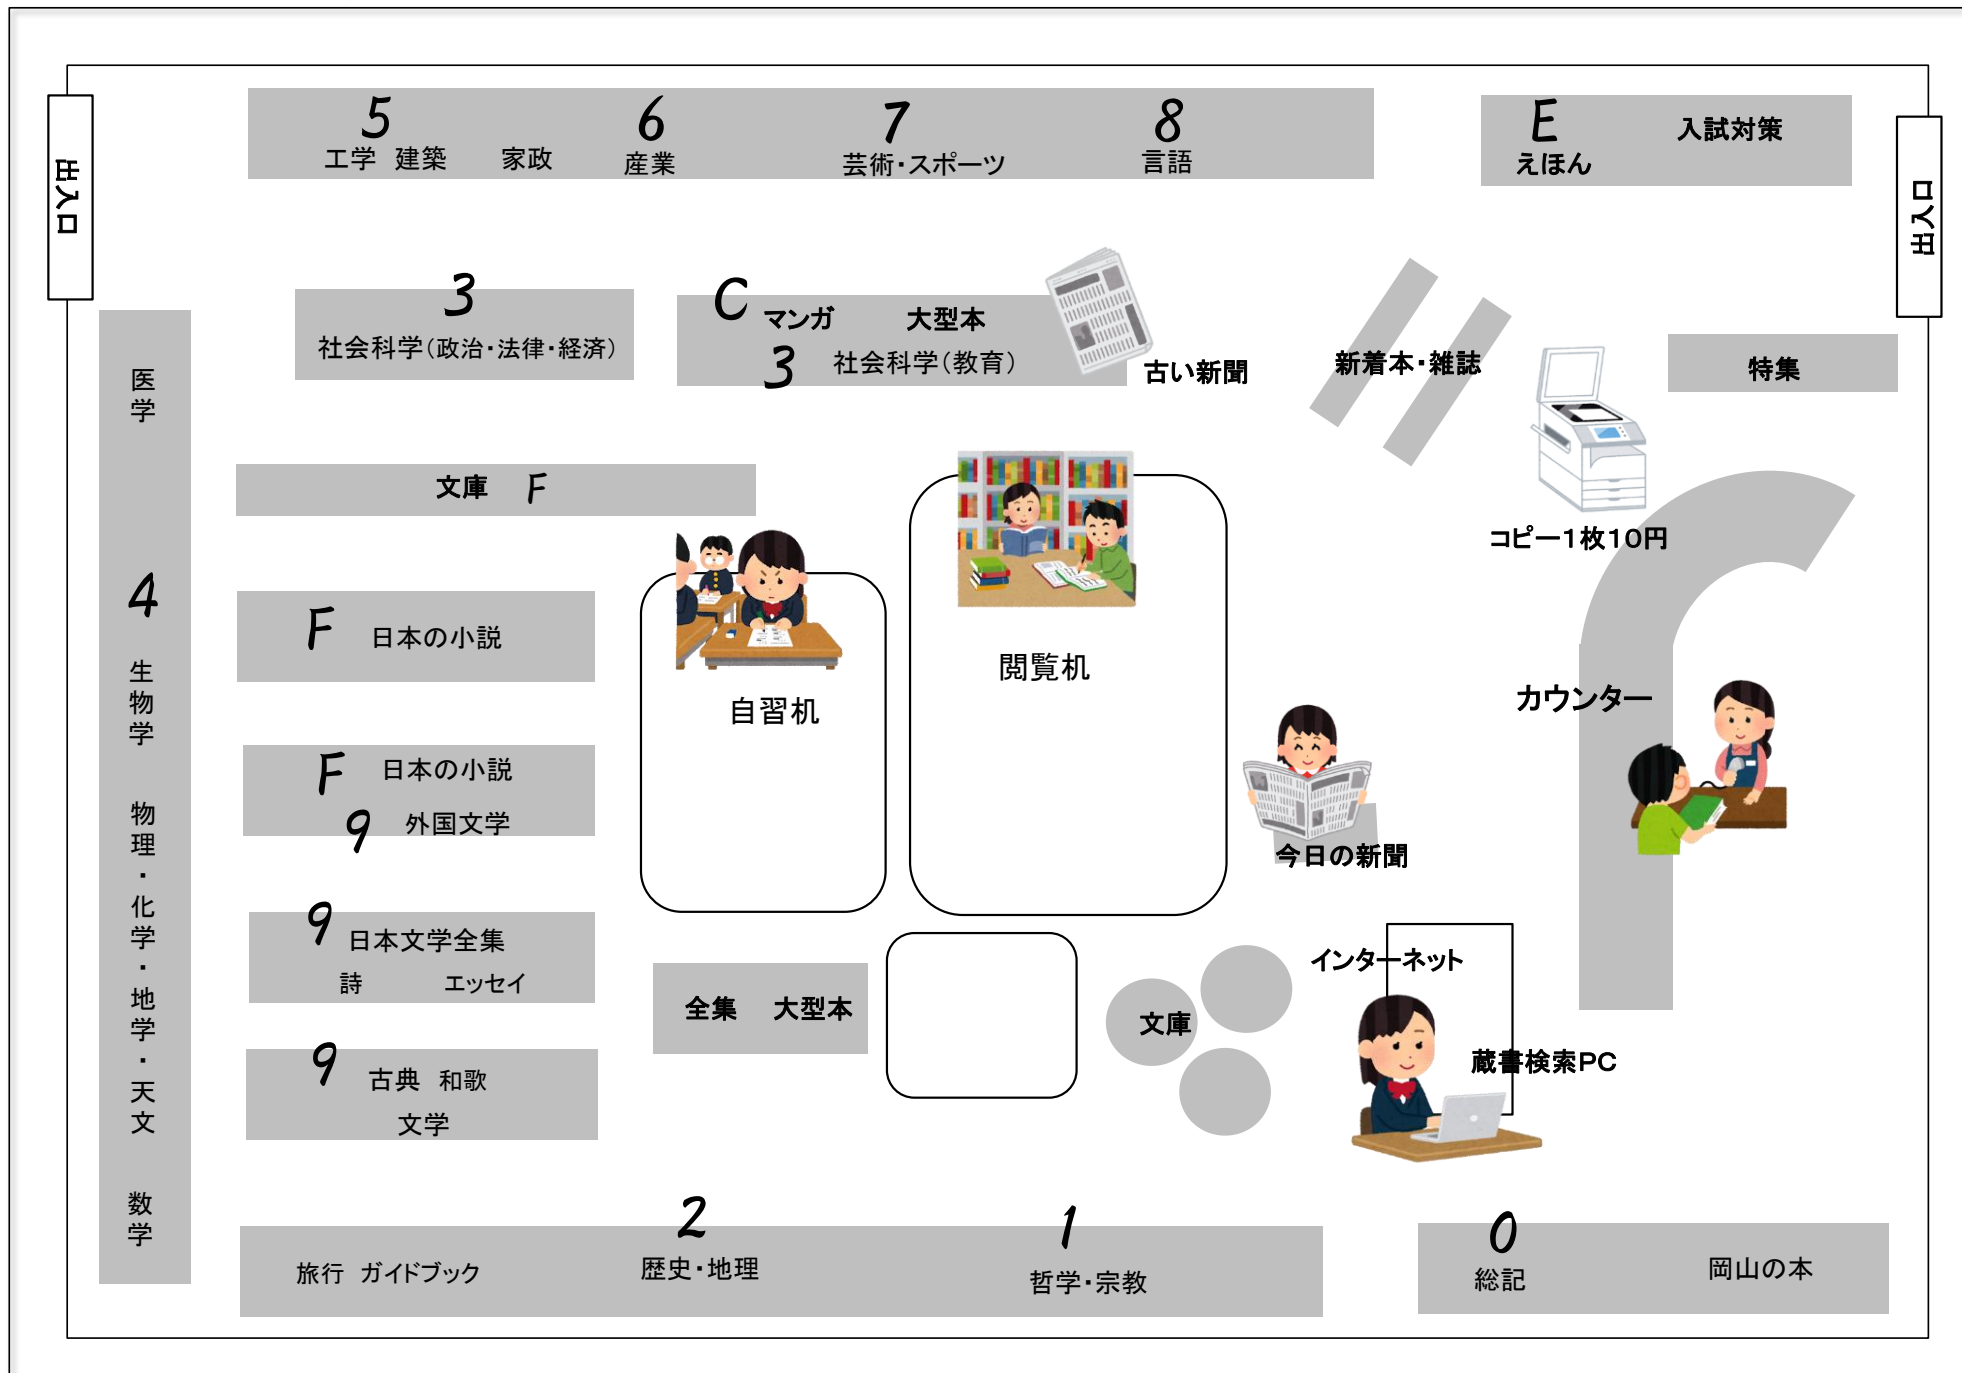 5
工学 建築 家政
6
産業
7
芸術・スポーツ
8
言語
E
えほん
入試対策
出入口
出入口
3
社会科学(政治・法律・経済)
C マンガ 大型本
3 社会科学(教育)
古い新聞
新着本・雑誌
特集
コピー1枚10円
文庫 F
医学
4
生物学
物理・化学・地学・天文
数学
F 日本の小説
F 日本の小説
9 外国文学
9 日本文学全集
詩 エッセイ
9 古典 和歌
文学
自習机
閲覧机
カウンター
今日の新聞
全集 大型本
文庫
インターネット
蔵書検索PC
旅行 ガイドブック
2
歴史・地理
1
哲学・宗教
0
総記
岡山の本